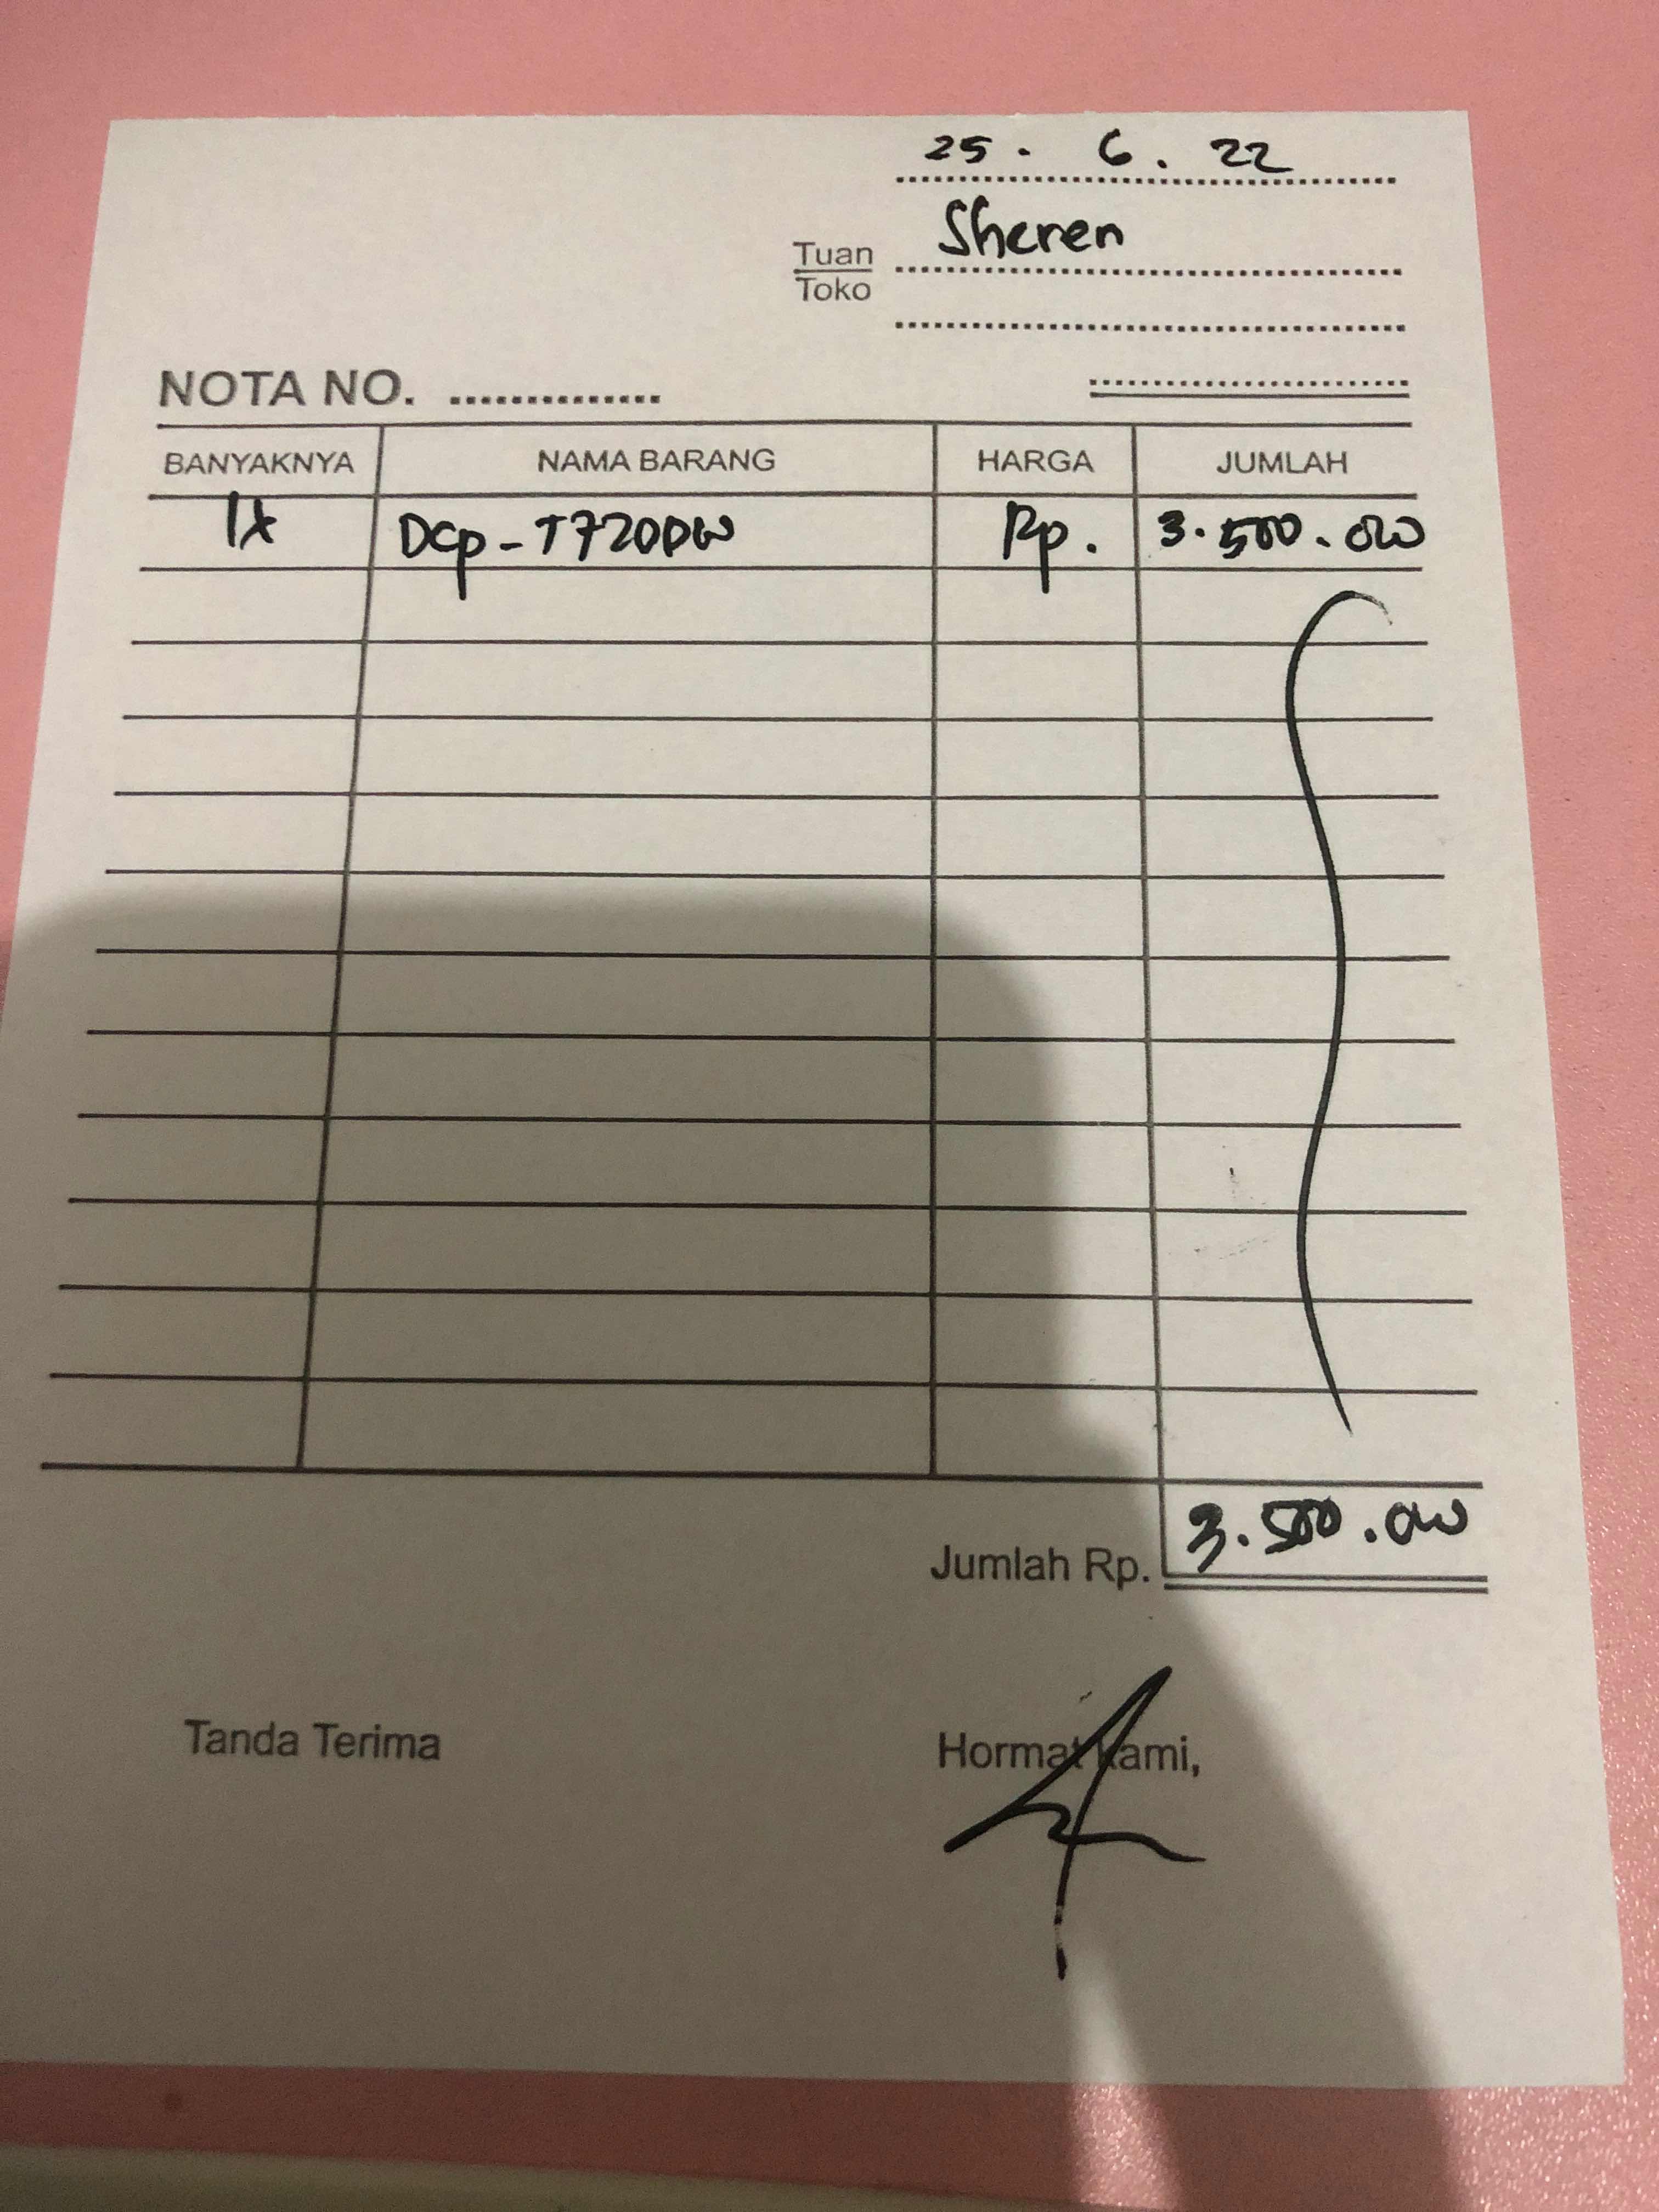 25 . 6 . 22
Tuan Sheren
Toko
NOTA NO. ..............
BANYAKNYA NAMA BARANG HARGA JUMLAH
1x Dcp-T720DW Rp. 3.500.000
Jumlah Rp. 3.500.000
Tanda Terima Hormat Kami,